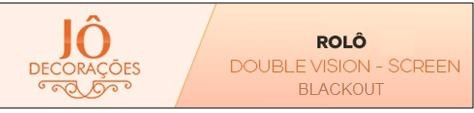 JÔ
DECORAÇÕES
ROLÔ
DOUBLE VISION - SCREEN
BLACKOUT